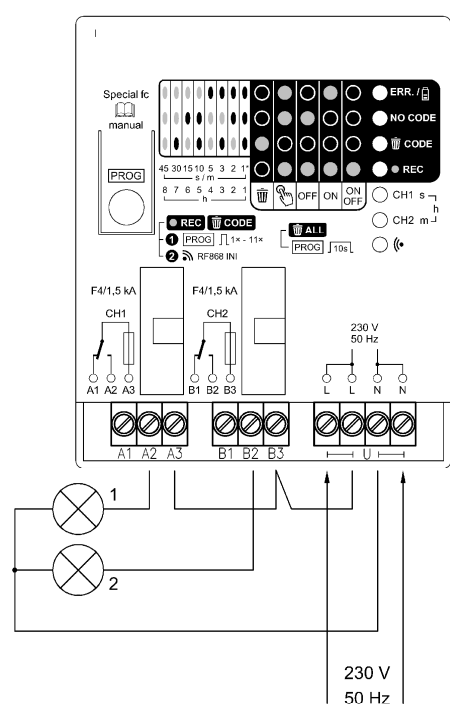 Special fc
manual
PROG
45 30 15 10 5 3 2 1*
s / m
8 7 6 5 4 3 2 1
h
OFF ON ON OFF
ERR. /
NO CODE
CODE
REC
CH1 s
h
CH2 m
REC CODE
1 PROG 1× - 11×
2 RF868 INI
ALL
PROG 10s
F4/1,5 kA F4/1,5 kA
CH1 CH2
230 V
50 Hz
A1 A2 A3 B1 B2 B3 L L N N
A1 A2 A3 B1 B2 B3 U
1
2
230 V
50 Hz